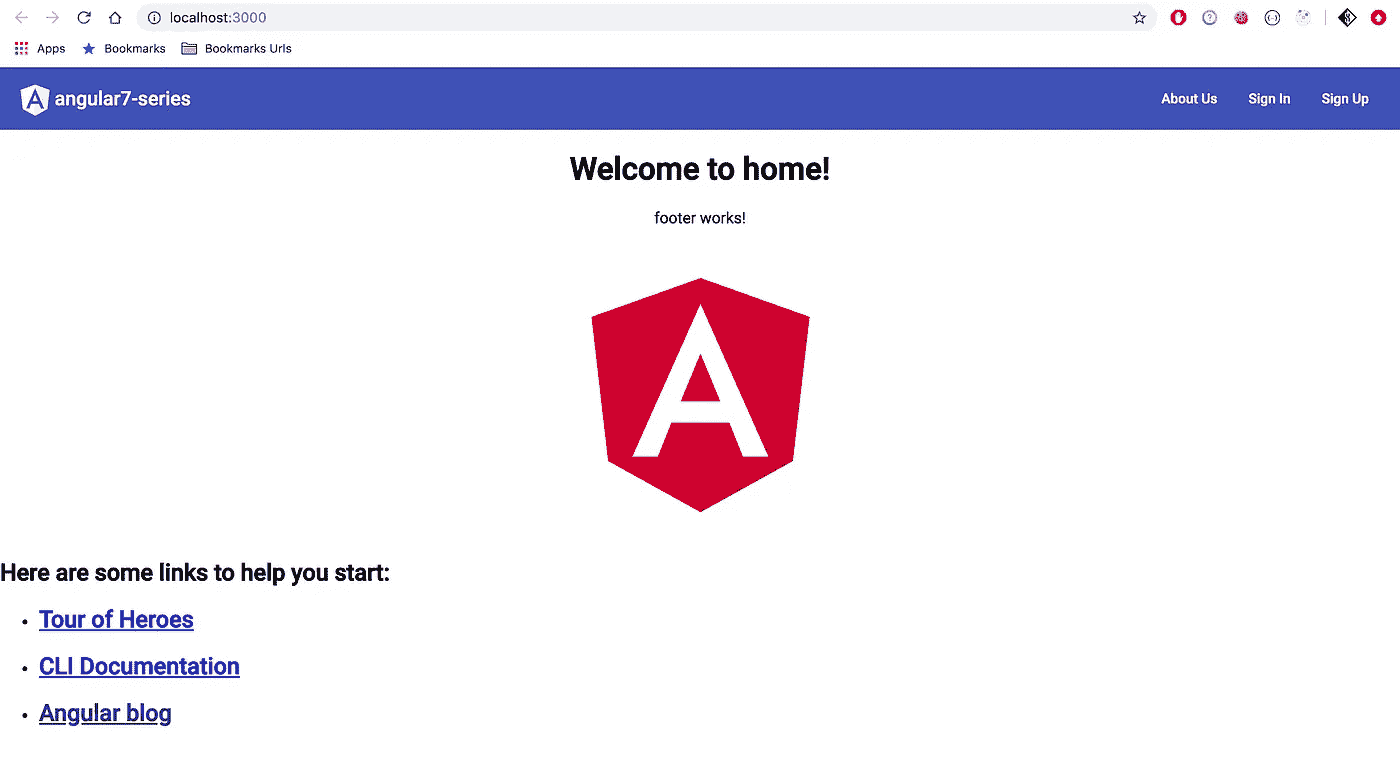 localhost:3000
Apps Bookmarks Bookmarks Urls
angular7-series About Us Sign In Sign Up
Welcome to home!
footer works!
Here are some links to help you start:
Tour of Heroes
CLI Documentation
Angular blog